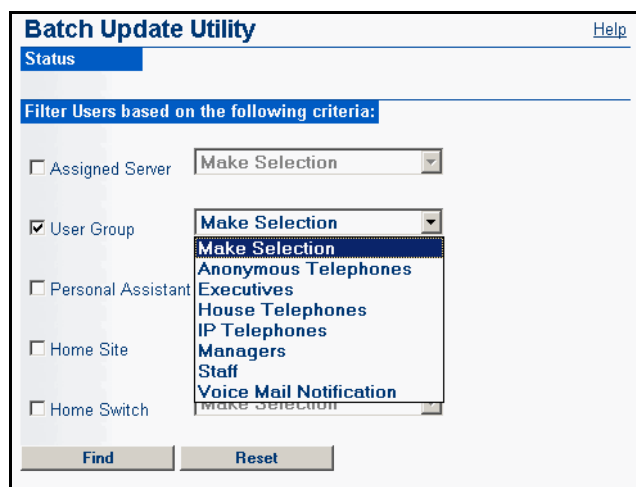 Batch Update Utility Help
Status
Filter Users based on the following criteria:
Assigned Server Make Selection
User Group Make Selection
Make Selection
Anonymous Telephones
Personal Assistant Executives
House Telephones
IP Telephones
Home Site Managers
Staff
Voice Mail Notification
Home Switch Make Selection
Find Reset